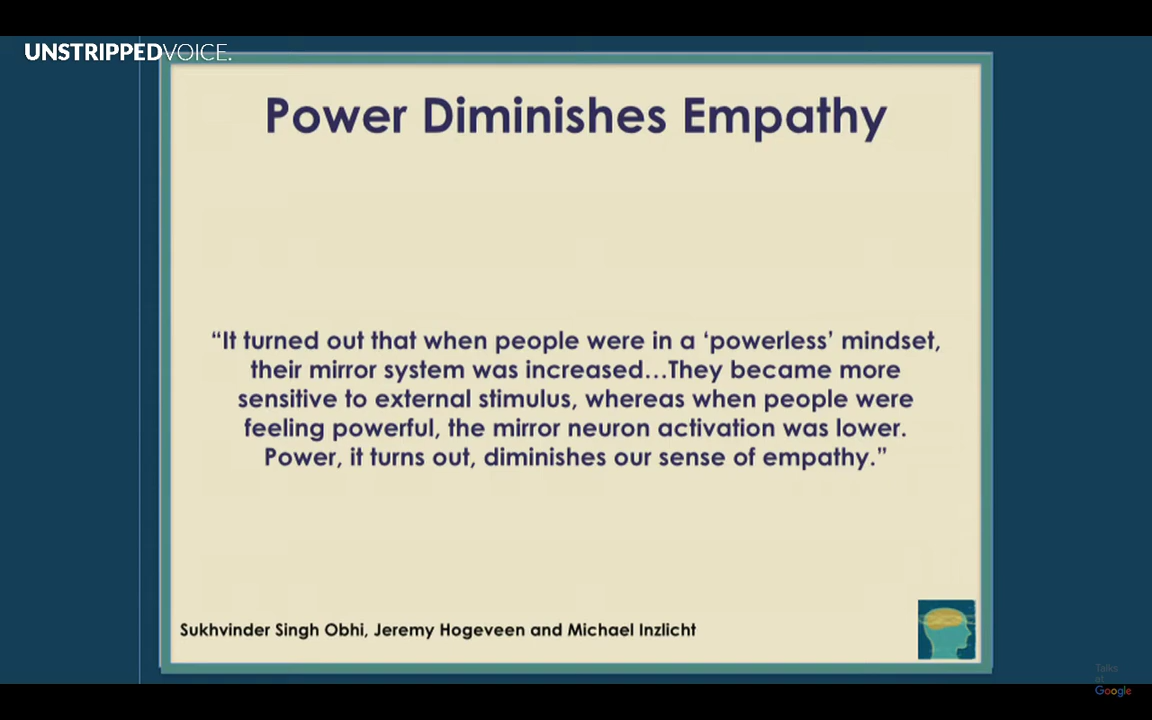 UNSTRIPPEDVOICE.
Power Diminishes Empathy
“It turned out that when people were in a ‘powerless’ mindset,
their mirror system was increased…They became more
sensitive to external stimulus, whereas when people were
feeling powerful, the mirror neuron activation was lower.
Power, it turns out, diminishes our sense of empathy.”
Sukhvinder Singh Obhi, Jeremy Hogeveen and Michael Inzlicht
Talks
at
Google